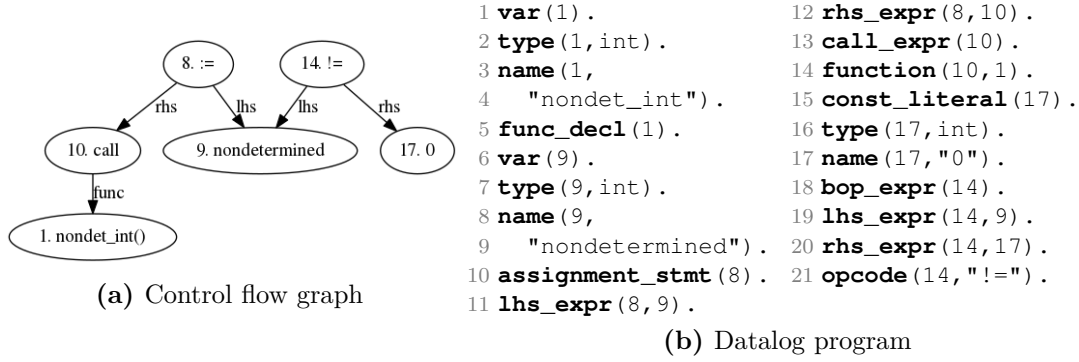 8. :=
14. !=
rhs
lhs
lhs
rhs
10. call
9. nondetermined
17. 0
func
1. nondet_int()
(a) Control flow graph
1 var(1).
2 type(1,int).
3 name(1,
4 "nondet_int").
5 func_decl(1).
6 var(9).
7 type(9,int).
8 name(9,
9 "nondetermined").
10 assignment_stmt(8).
11 lhs_expr(8,9).
12 rhs_expr(8,10).
13 call_expr(10).
14 function(10,1).
15 const_literal(17).
16 type(17,int).
17 name(17,"0").
18 bop_expr(14).
19 lhs_expr(14,9).
20 rhs_expr(14,17).
21 opcode(14,"!=").
(b) Datalog program